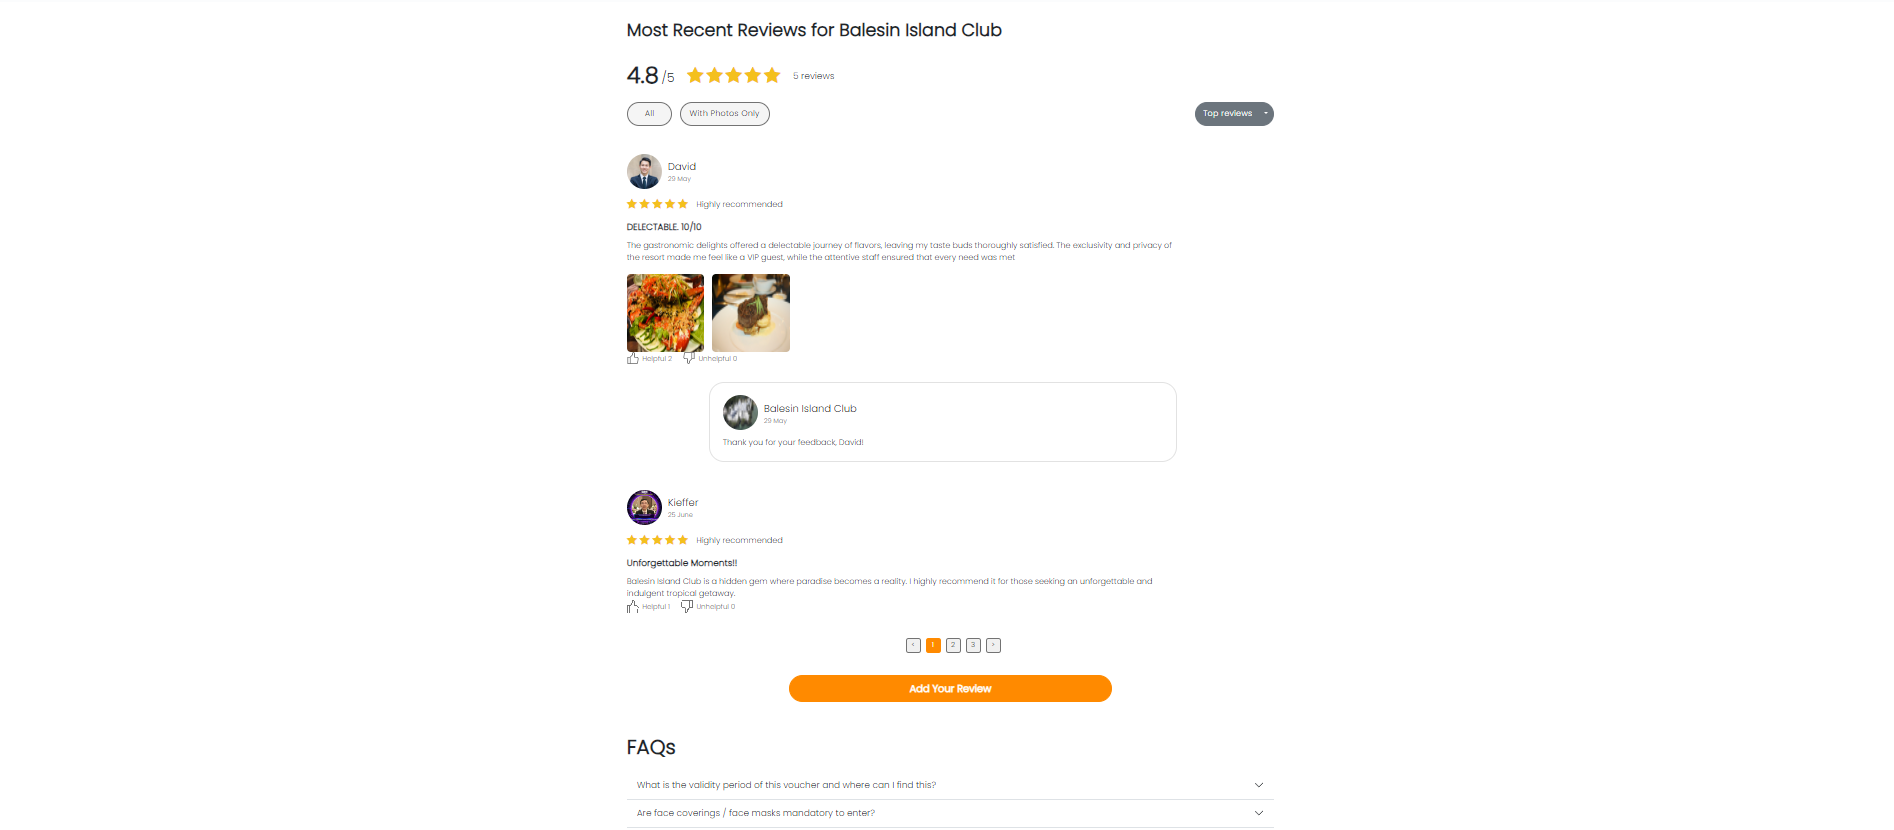 Most Recent Reviews for Balesin Island Club
4.8 /5 5 reviews
All With Photos Only Top reviews
David
29 May
Highly recommended
DELECTABLE. 10/10
The gastronomic delights offered a delectable journey of flavors, leaving my taste buds thoroughly satisfied. The exclusivity and privacy of
the resort made me feel like a VIP guest, while the attentive staff ensured that every need was met
Helpful 2 Unhelpful 0
Balesin Island Club
29 May
Thank you for your feedback, David!
Kieffer
25 June
Highly recommended
Unforgettable Moments!!
Balesin Island Club is a hidden gem where paradise becomes a reality. I highly recommend it for those seeking an unforgettable and
indulgent tropical getaway.
Helpful 1 Unhelpful 0
‹ 1 2 3 ›
Add Your Review
FAQs
What is the validity period of this voucher and where can I find this?
Are face coverings / face masks mandatory to enter?